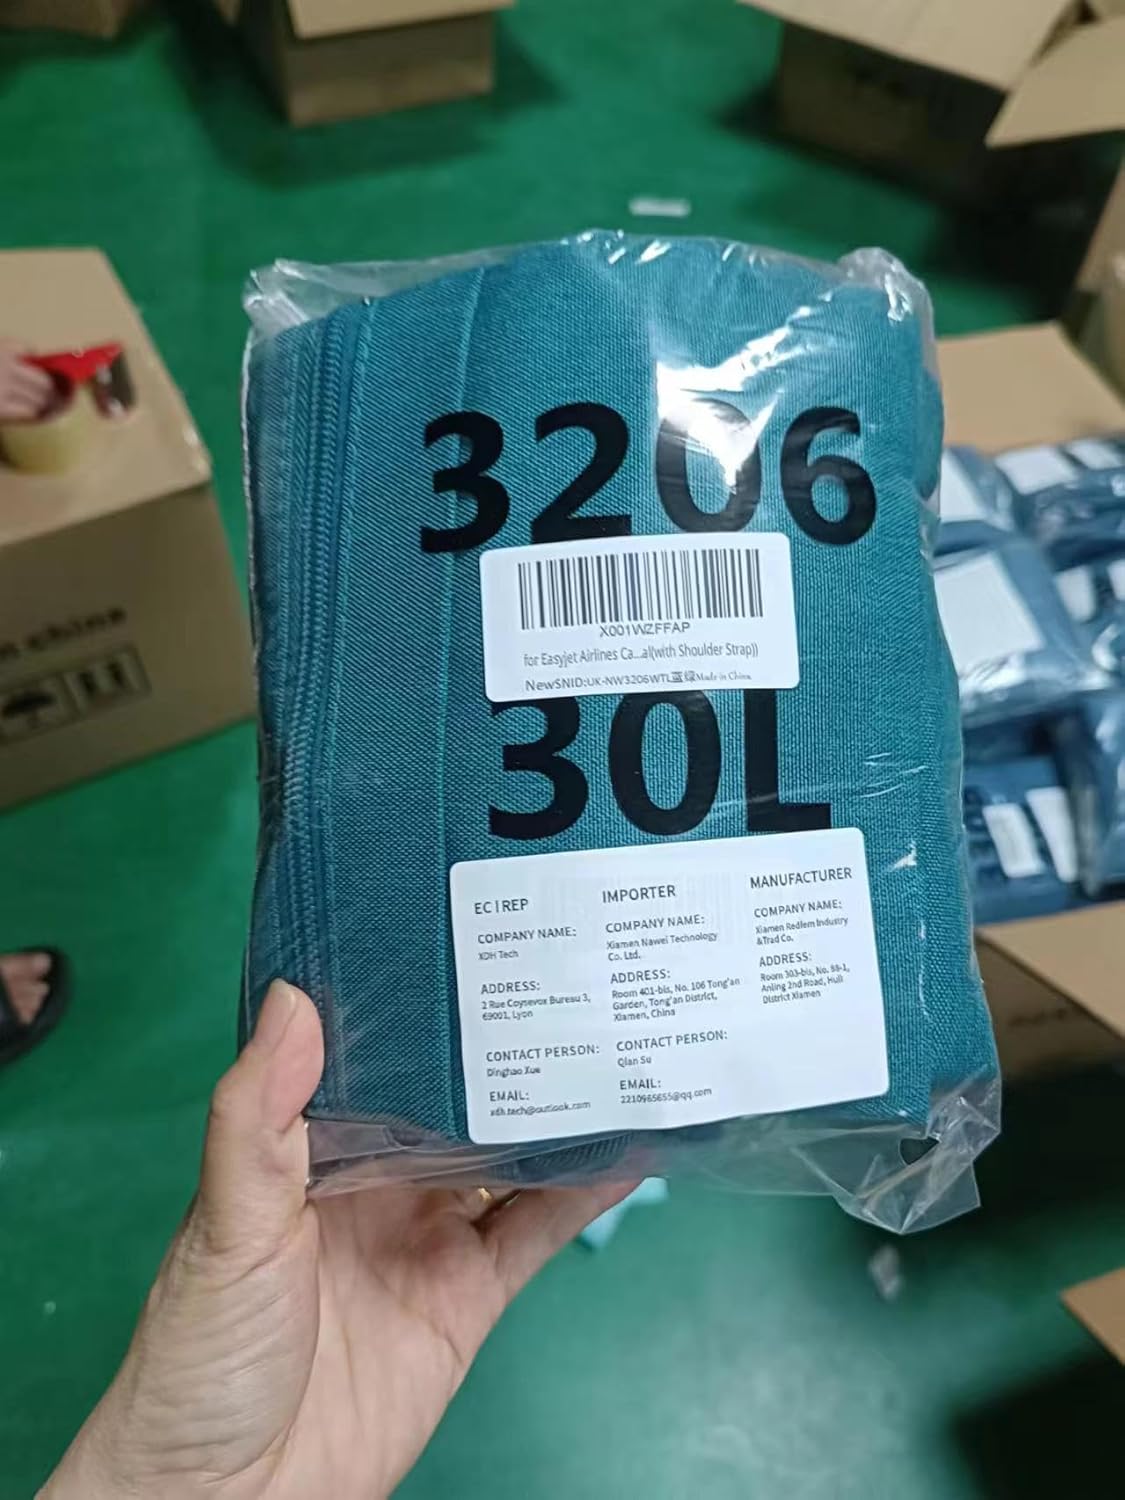 3206
X001WZFFAP
for Easyjet Airlines Ca...al(with Shoulder Strap))
NewSNID:UK-NW3206WTL蓝绿Made in China
30L
EC | REP
COMPANY NAME:
XDH Tech
ADDRESS:
2 Rue Coysevox Bureau 3,
69001, Lyon
CONTACT PERSON:
Dinghao Xue
EMAIL:
xdh.tech@outlook.com
IMPORTER
COMPANY NAME:
Xiamen Nawei Technology
Co. Ltd.
ADDRESS:
Room 401-bis, No. 106 Tong'an
Garden, Tong'an District,
Xiamen, China
CONTACT PERSON:
Qian Su
EMAIL:
2210965655@qq.com
MANUFACTURER
COMPANY NAME:
Xiamen Redlem Industry
&Trad Co.
ADDRESS:
Room 303-bis, No. 98-1,
Anling 2nd Road, Huli
District Xiamen
china